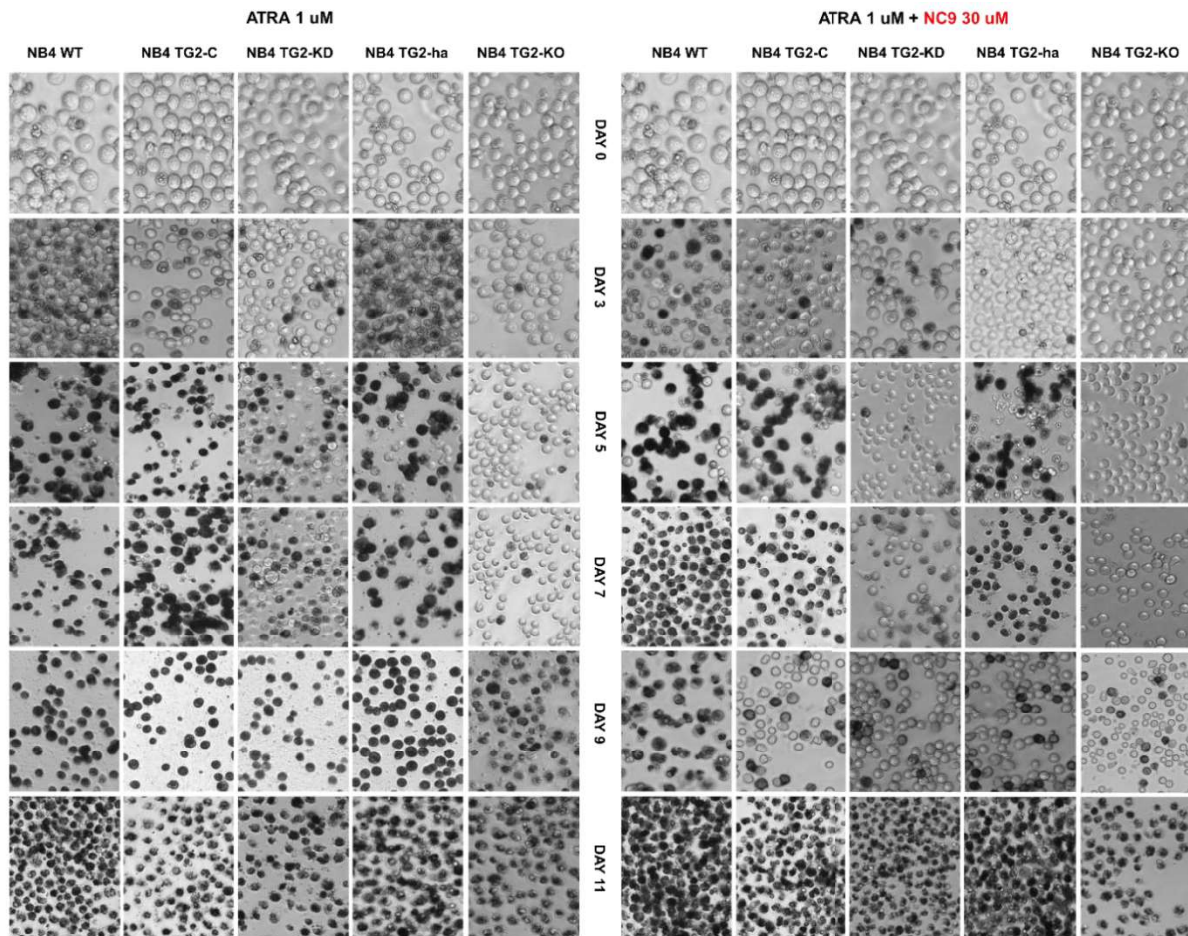 ATRA 1 uM
ATRA 1 uM + NC9 30 uM
NB4 WT NB4 TG2-C NB4 TG2-KD NB4 TG2-ha NB4 TG2-KO
NB4 WT NB4 TG2-C NB4 TG2-KD NB4 TG2-ha NB4 TG2-KO
DAY 0
DAY 3
DAY 5
DAY 7
DAY 9
DAY 11